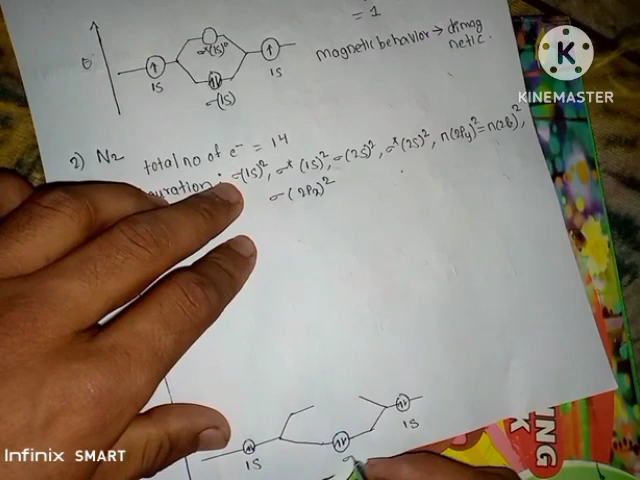 = 1
E
σ*(1S)⁰
1S
1S
σ(1S)
magnetic behavior → diamag
netic.
K
KINEMASTER
2) N₂ total no of e⁻ = 14
σ(1S)², σ*(1S)², σ(2S)², σ*(2S)², π(2Py)² = π(2Pz)²,
σ(2Px)²
1S
1S
σ
Infinix SMART